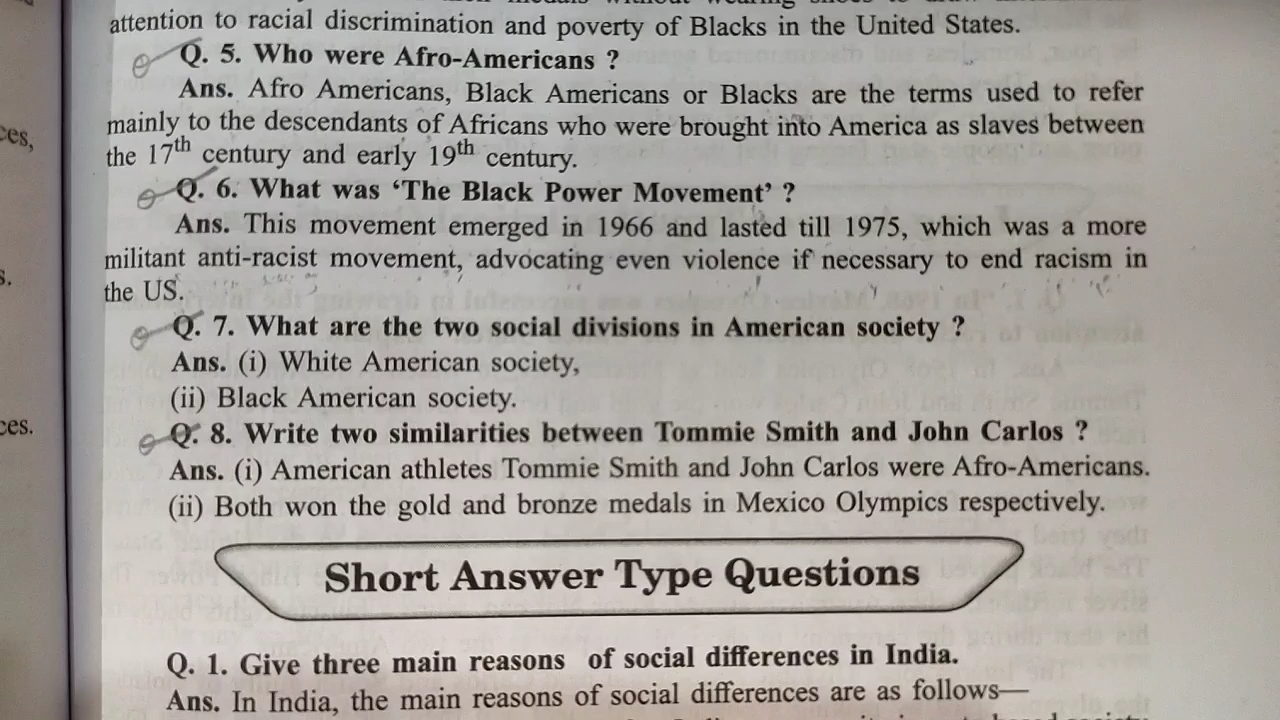 attention to racial discrimination and poverty of Blacks in the United States.
Q. 5. Who were Afro-Americans ?
Ans. Afro Americans, Black Americans or Blacks are the terms used to refer
mainly to the descendants of Africans who were brought into America as slaves between
the 17th century and early 19th century.
Q. 6. What was ‘The Black Power Movement’ ?
Ans. This movement emerged in 1966 and lasted till 1975, which was a more
militant anti-racist movement, advocating even violence if necessary to end racism in
the US.
Q. 7. What are the two social divisions in American society ?
Ans. (i) White American society,
(ii) Black American society.
Q. 8. Write two similarities between Tommie Smith and John Carlos ?
Ans. (i) American athletes Tommie Smith and John Carlos were Afro-Americans.
(ii) Both won the gold and bronze medals in Mexico Olympics respectively.
Short Answer Type Questions
Q. 1. Give three main reasons of social differences in India.
Ans. In India, the main reasons of social differences are as follows—